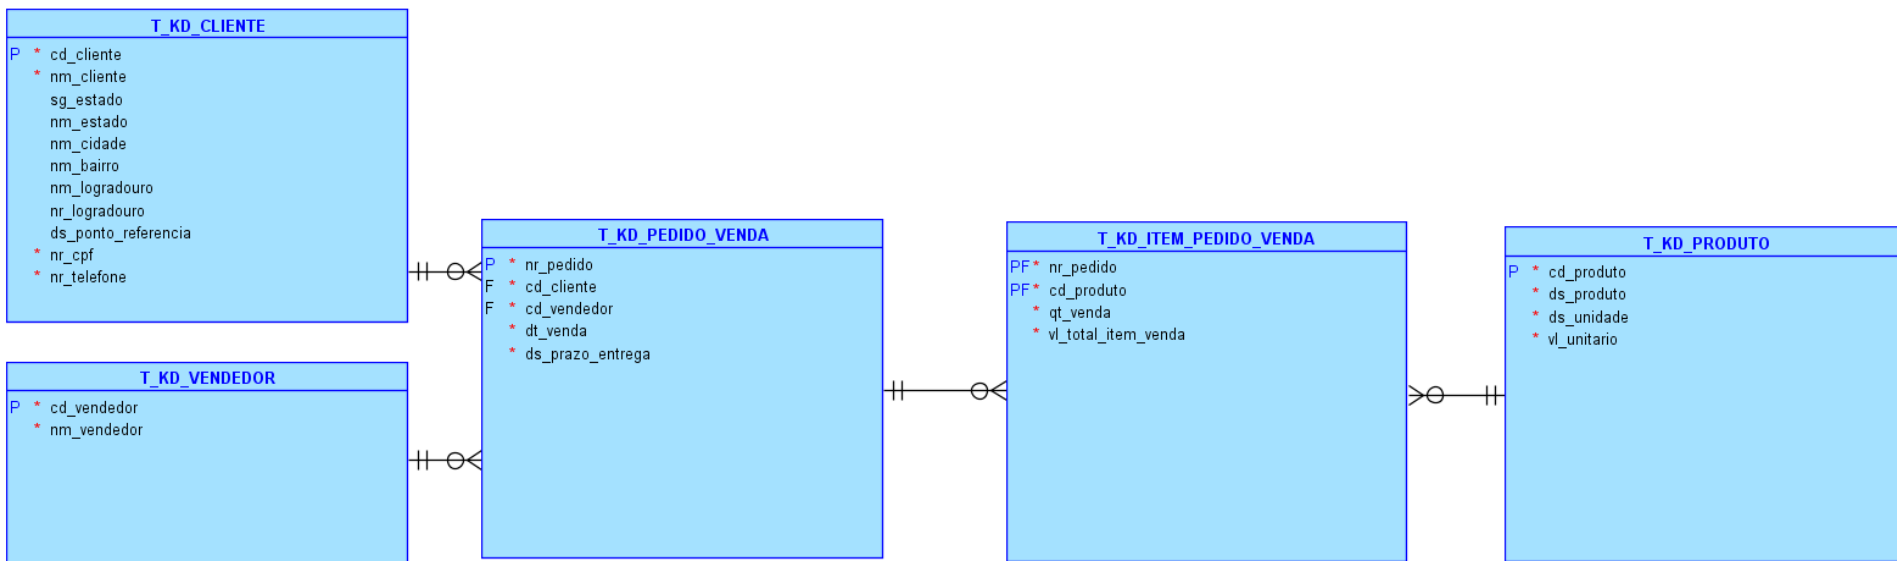 T_KD_CLIENTE
P * cd_cliente
* nm_cliente
sg_estado
nm_estado
nm_cidade
nm_bairro
nm_logradouro
nr_logradouro
ds_ponto_referencia
* nr_cpf
* nr_telefone
T_KD_VENDEDOR
P * cd_vendedor
* nm_vendedor
T_KD_PEDIDO_VENDA
P * nr_pedido
F * cd_cliente
F * cd_vendedor
* dt_venda
* ds_prazo_entrega
T_KD_ITEM_PEDIDO_VENDA
PF * nr_pedido
PF * cd_produto
* qt_venda
* vl_total_item_venda
T_KD_PRODUTO
P * cd_produto
* ds_produto
* ds_unidade
* vl_unitario